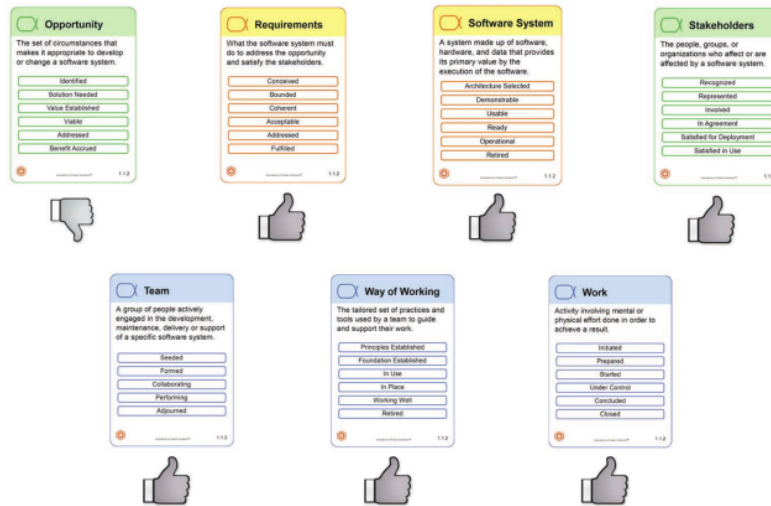 Opportunity
The set of circumstances that
makes it appropriate to develop
or change a software system.
Identified
Solution Needed
Value Established
Viable
Addressed
Benefit Accrued
1.1.2
Requirements
What the software system must
do to address the opportunity
and satisfy the stakeholders.
Conceived
Bounded
Coherent
Acceptable
Addressed
Fulfilled
1.1.2
Software System
A system made up of software,
hardware, and data that provides
its primary value by the
execution of the software.
Architecture Selected
Demonstrable
Usable
Ready
Operational
Retired
1.1.2
Stakeholders
The people, groups, or
organizations who affect or are
affected by a software system.
Recognized
Represented
Involved
In Agreement
Satisfied for Deployment
Satisfied in Use
Team
A group of people actively
engaged in the development,
maintenance, delivery or support
of a specific software system.
Seeded
Formed
Collaborating
Performing
Adjourned
1.1.2
Way of Working
The tailored set of practices and
tools used by a team to guide
and support their work.
Principles Established
Foundation Established
In Use
In Place
Working Well
Retired
1.1.2
Work
Activity involving mental or
physical effort done in order to
achieve a result.
Initiated
Prepared
Started
Under Control
Concluded
Closed
1.1.2